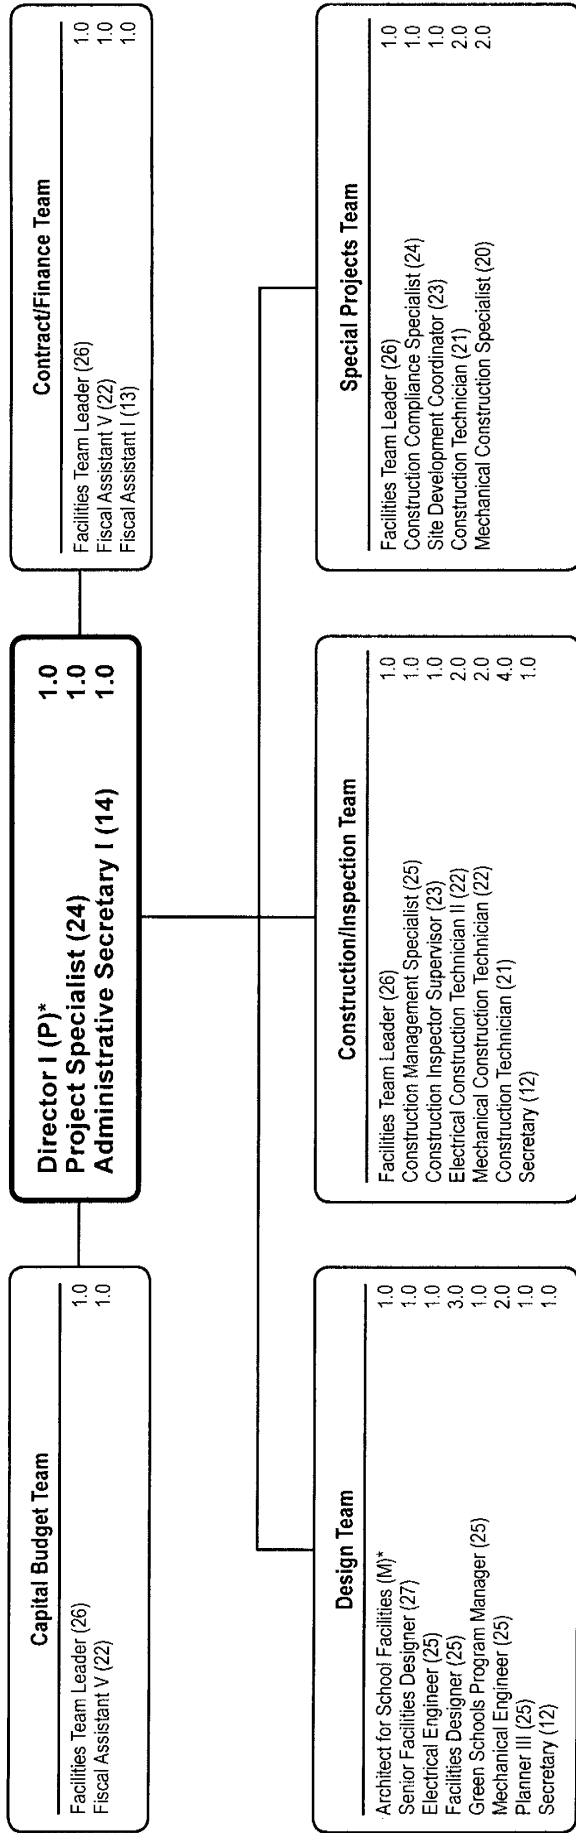 Capital Budget Team
Facilities Team Leader (26) 1.0
Fiscal Assistant V (22) 1.0
Director I (P)* 1.0
Project Specialist (24) 1.0
Administrative Secretary I (14) 1.0
Contract/Finance Team
Facilities Team Leader (26) 1.0
Fiscal Assistant V (22) 1.0
Fiscal Assistant I (13) 1.0
Design Team
Architect for School Facilities (M)* 1.0
Senior Facilities Designer (27) 1.0
Electrical Engineer (25) 1.0
Facilities Designer (25) 3.0
Green Schools Program Manager (25) 1.0
Mechanical Engineer (25) 2.0
Planner III (25) 1.0
Secretary (12) 1.0
Construction/Inspection Team
Facilities Team Leader (26) 1.0
Construction Management Specialist (25) 1.0
Construction Inspector Supervisor (23) 1.0
Electrical Construction Technician II (22) 2.0
Mechanical Construction Technician (22) 2.0
Construction Technician (21) 4.0
Secretary (12) 1.0
Special Projects Team
Facilities Team Leader (26) 1.0
Construction Compliance Specialist (24) 1.0
Site Development Coordinator (23) 1.0
Construction Technician (21) 2.0
Mechanical Construction Specialist (20) 2.0